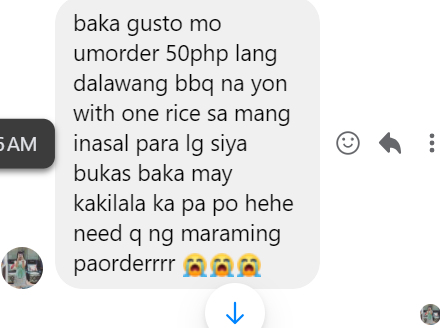 baka gusto mo
umorder 50php lang
dalawang bbq na yon
with one rice sa mang
inasal para lg siya
bukas baka may
kakilala ka pa po hehe
need q ng maraming
paorderrrr 😭😭😭
AM